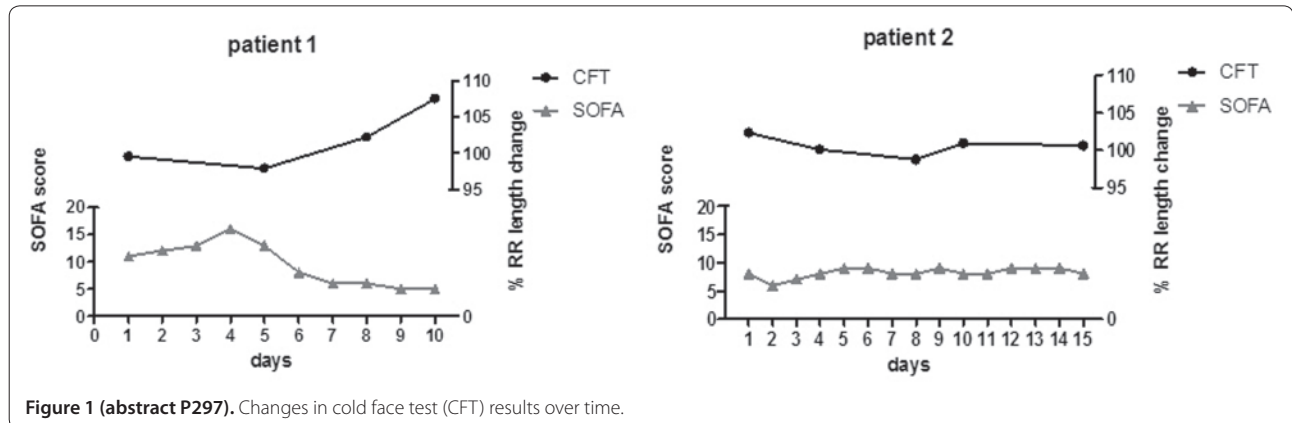 patient 1
CFT
SOFA
110
105
100
95
% RR length change
SOFA score
20
15
10
5
0
0
0 1 2 3 4 5 6 7 8 9 10
days
patient 2
CFT
SOFA
110
105
100
95
% RR length change
SOFA score
20
15
10
5
0
0
1 2 3 4 5 6 7 8 9 10 11 12 13 14 15
days
Figure 1 (abstract P297). Changes in cold face test (CFT) results over time.